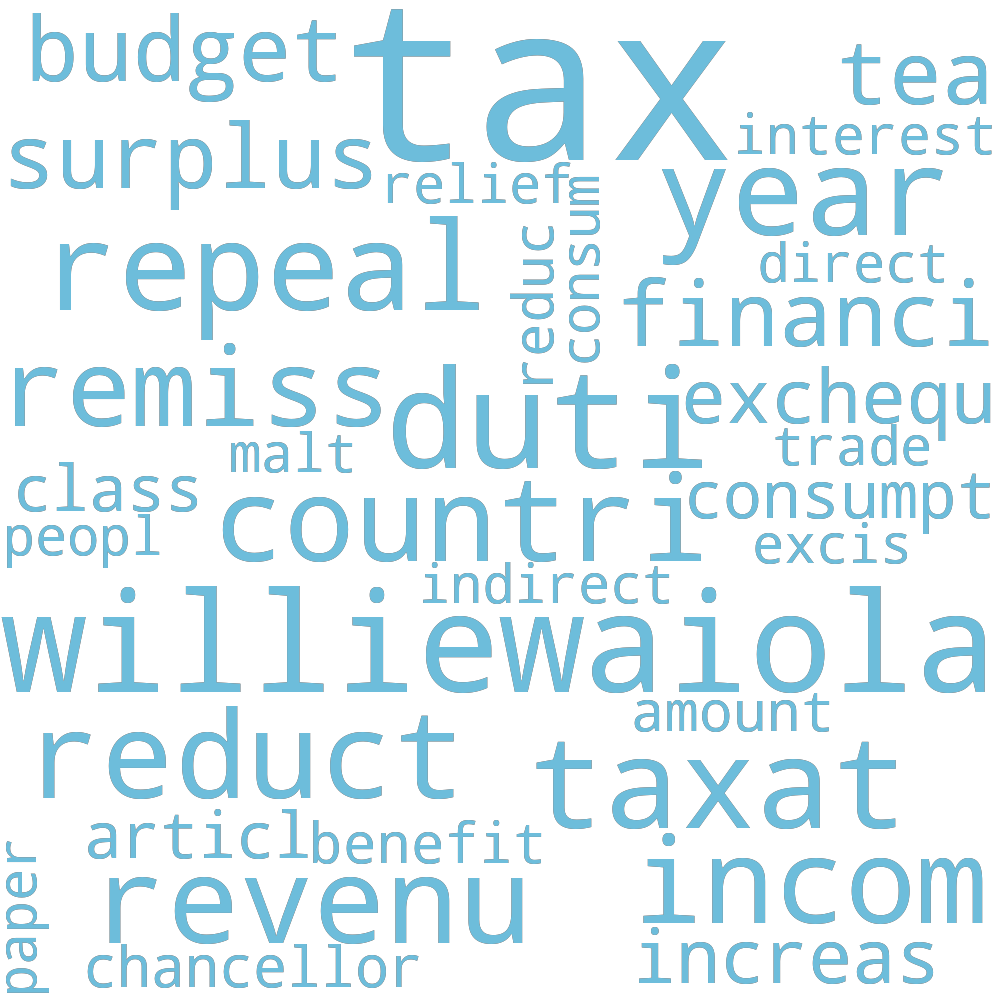 budget
tax
tea
surplus
interest
relief
year
consum
repeal
reduc
direct
financi
remiss
duti
exchequ
malt
trade
class
countri
consumpt
peopl
excis
indirect
williewaiola
amount
reduct
taxat
articl
benefit
incom
paper
revenu
increas
chancellor